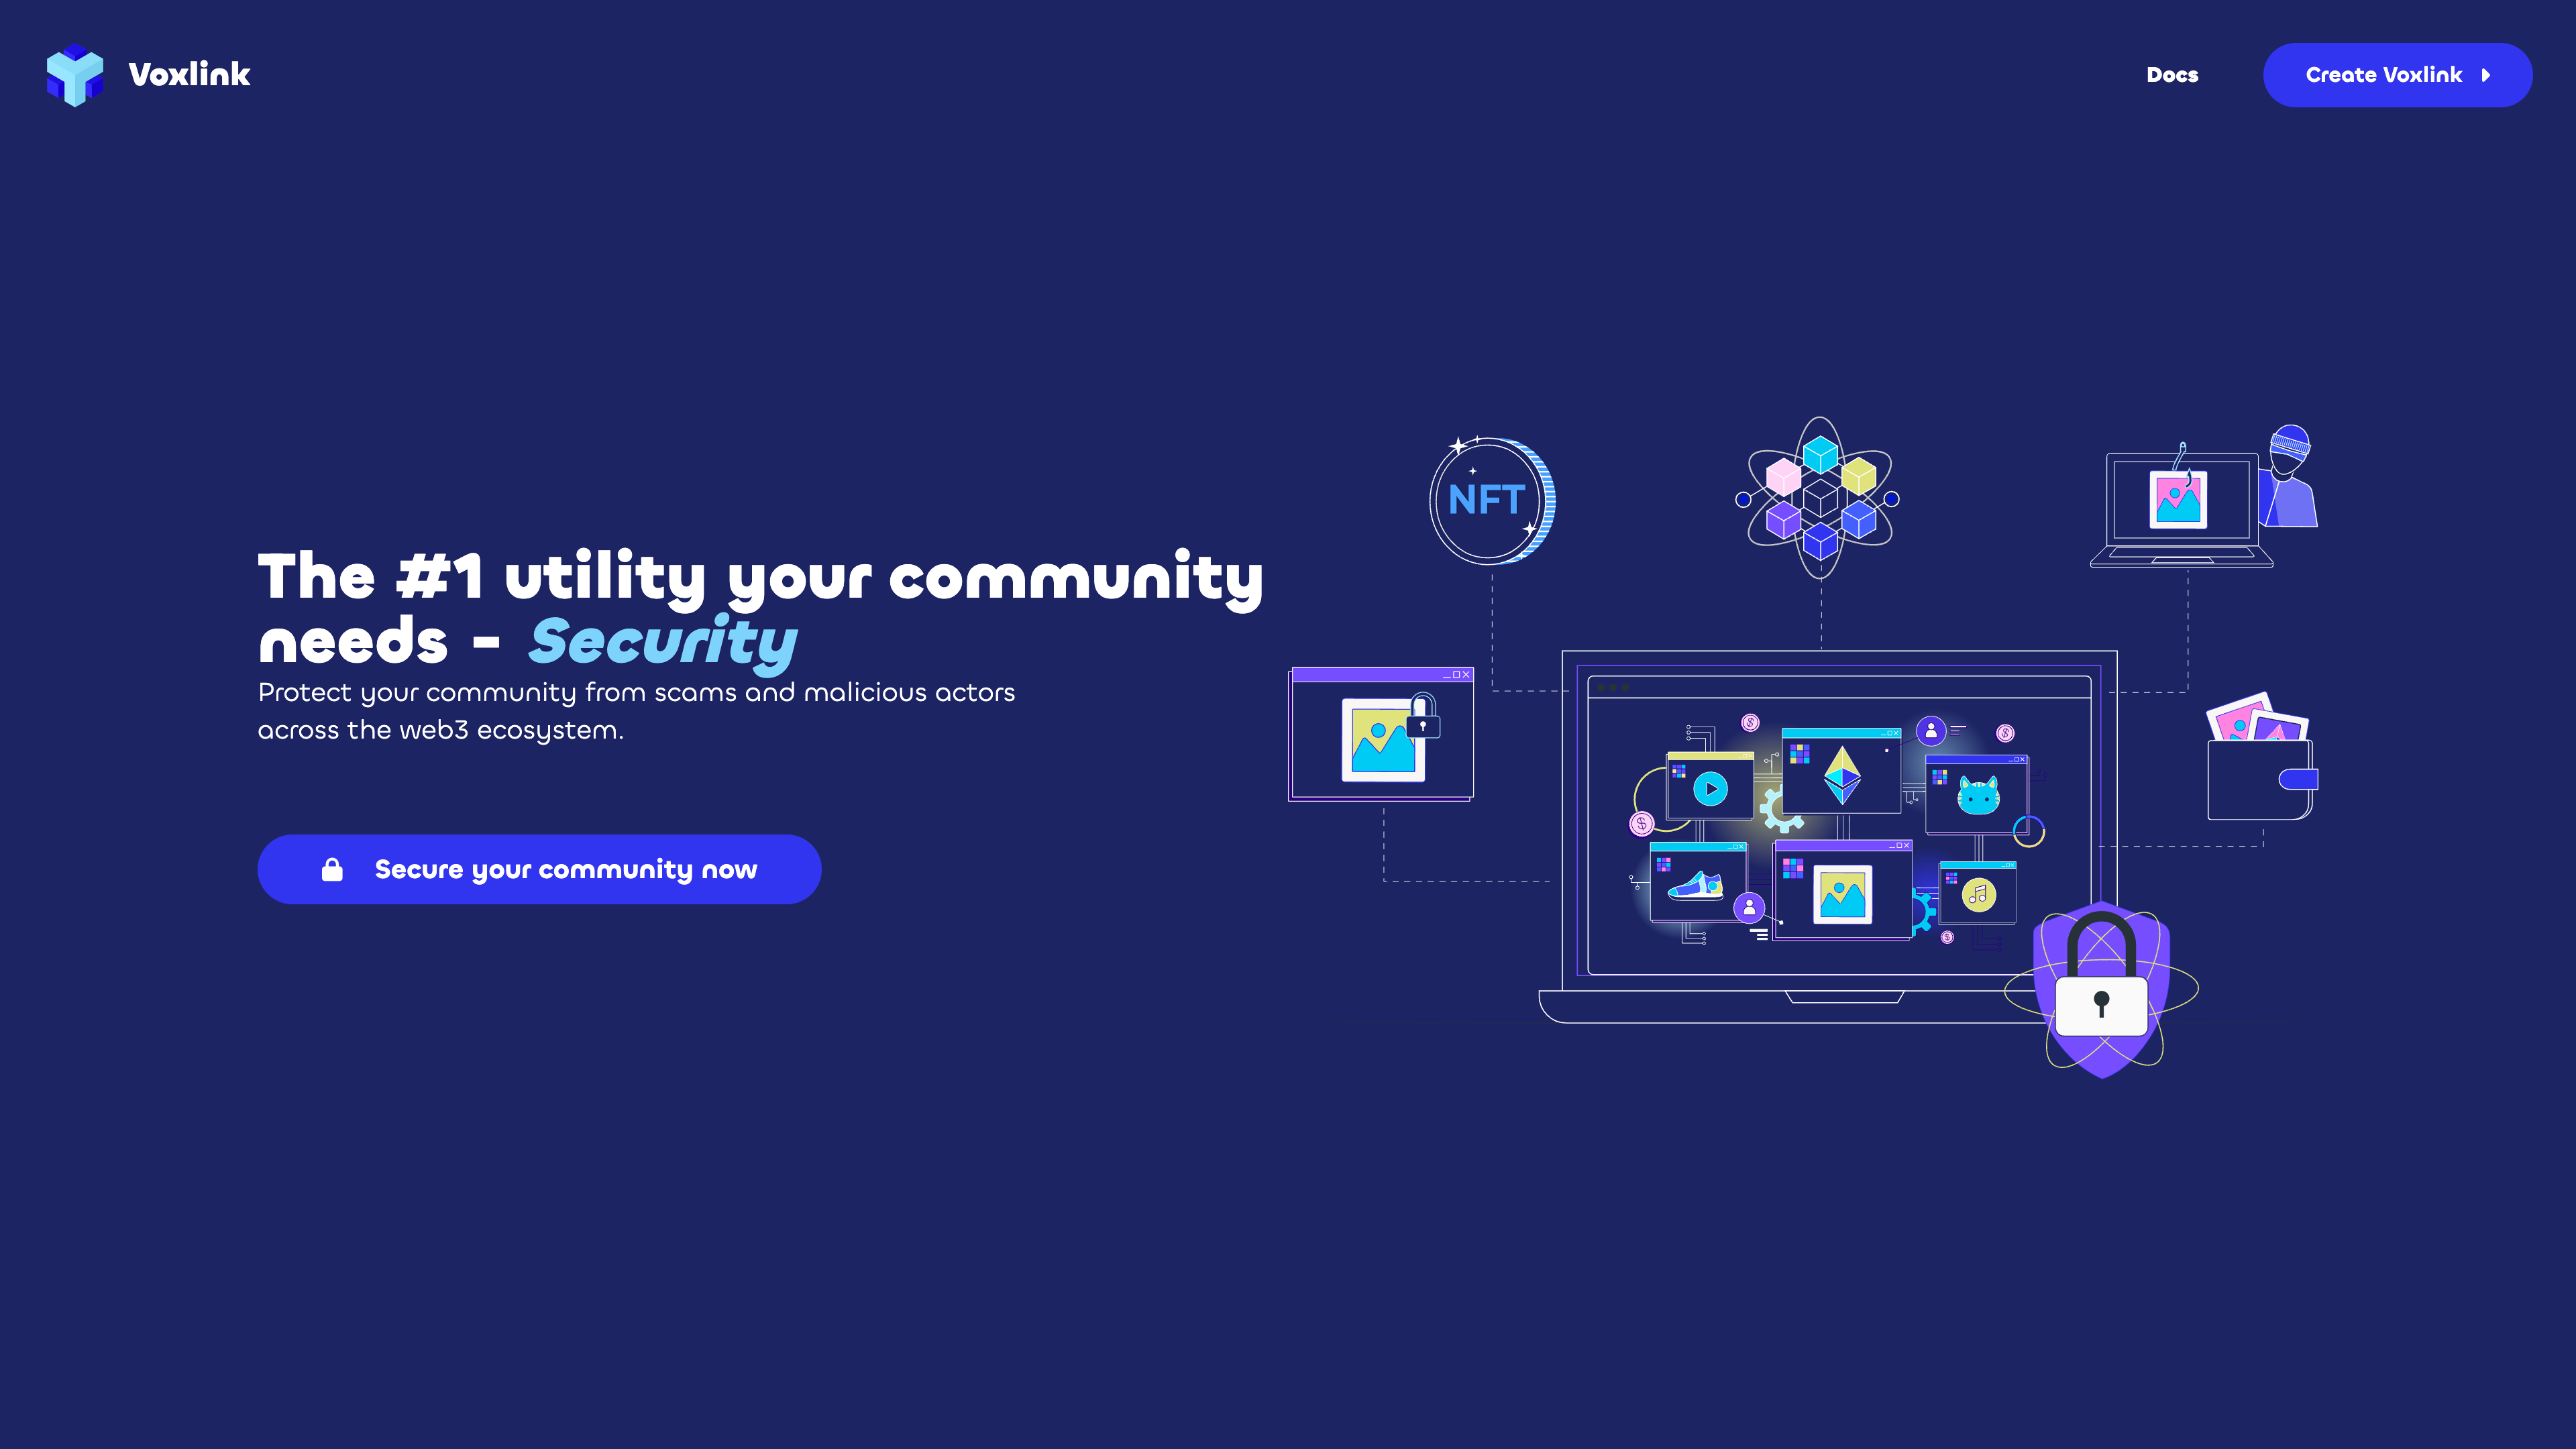 Voxlink
Docs
Create Voxlink
The #1 utility your community
needs - Security
Protect your community from scams and malicious actors
across the web3 ecosystem.
Secure your community now
NFT